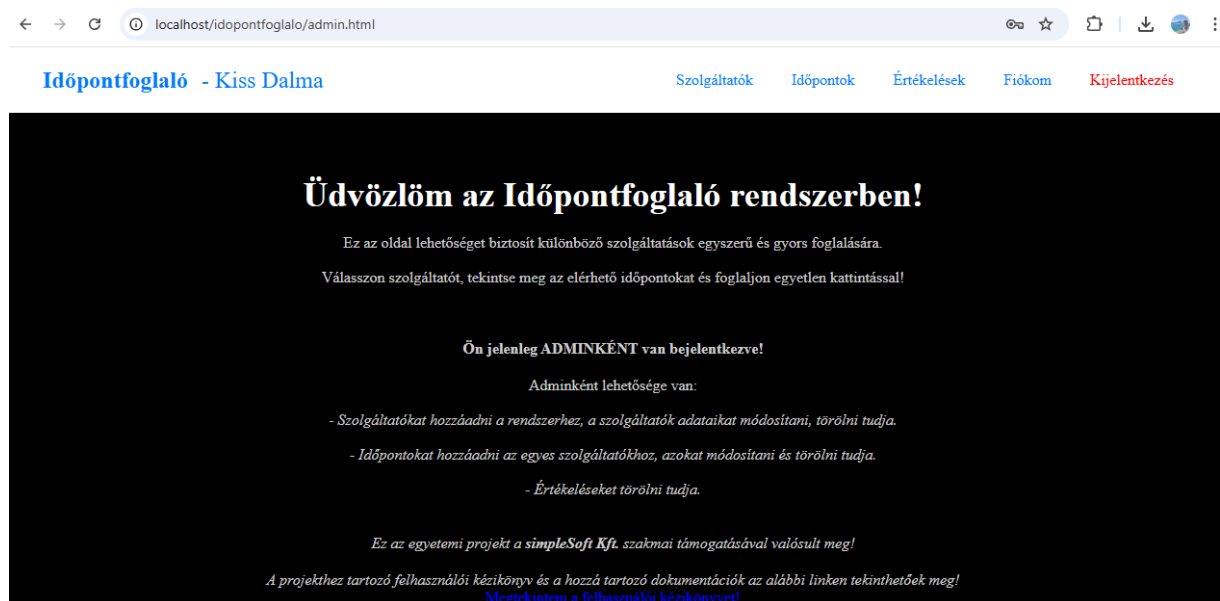 localhost/idopontfoglalo/admin.html
Időpontfoglaló - Kiss Dalma
Szolgáltatók
Időpontok
Értékelések
Fiókom
Kijelentkezés
Üdvözlöm az Időpontfoglaló rendszerben!
Ez az oldal lehetőséget biztosít különböző szolgáltatások egyszerű és gyors foglalására.
Válasszon szolgáltatót, tekintse meg az elérhető időpontokat és foglaljon egyetlen kattintással!
Ön jelenleg ADMINKÉNT van bejelentkezve!
Adminként lehetősége van:
- Szolgáltatókat hozzáadni a rendszerhez, a szolgáltatók adataikat módosítani, törölni tudja.
- Időpontokat hozzáadni az egyes szolgáltatókhoz, azokat módosítani és törölni tudja.
- Értékeléseket törölni tudja.
Ez az egyetemi projekt a simpleSoft Kft. szakmai támogatásával valósult meg!
A projekthez tartozó felhasználói kézikönyv és a hozzá tartozó dokumentációk az alábbi linken tekinthetőek meg!
Megtekintem a felhasználói kézikönyvet!